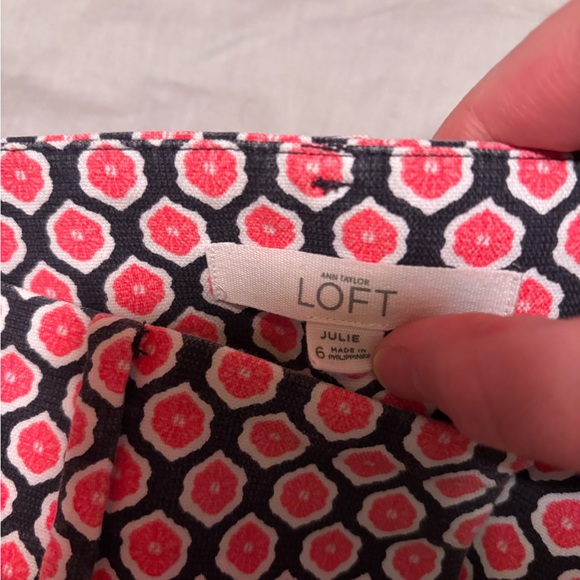 ANN TAYLOR
LOFT
JULIE
6 MADE IN
PHILIPPINES